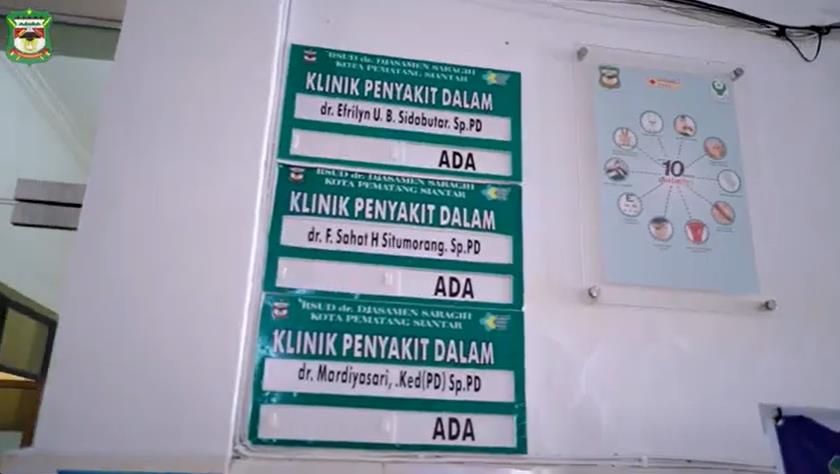 RSUD dr. DJASAMEN SARAGIH
KOTA PEMATANG SIANTAR
KLINIK PENYAKIT DALAM
dr. Efrilyn U. B. Sidabutar. Sp.PD
ADA
RSUD dr. DJASAMEN SARAGIH
KOTA PEMATANG SIANTAR
KLINIK PENYAKIT DALAM
dr. F. Sahat H Situmorang. Sp.PD
ADA
RSUD dr. DJASAMEN SARAGIH
KOTA PEMATANG SIANTAR
KLINIK PENYAKIT DALAM
dr. Mardiyasari, .Ked(PD) Sp.PD
ADA
10